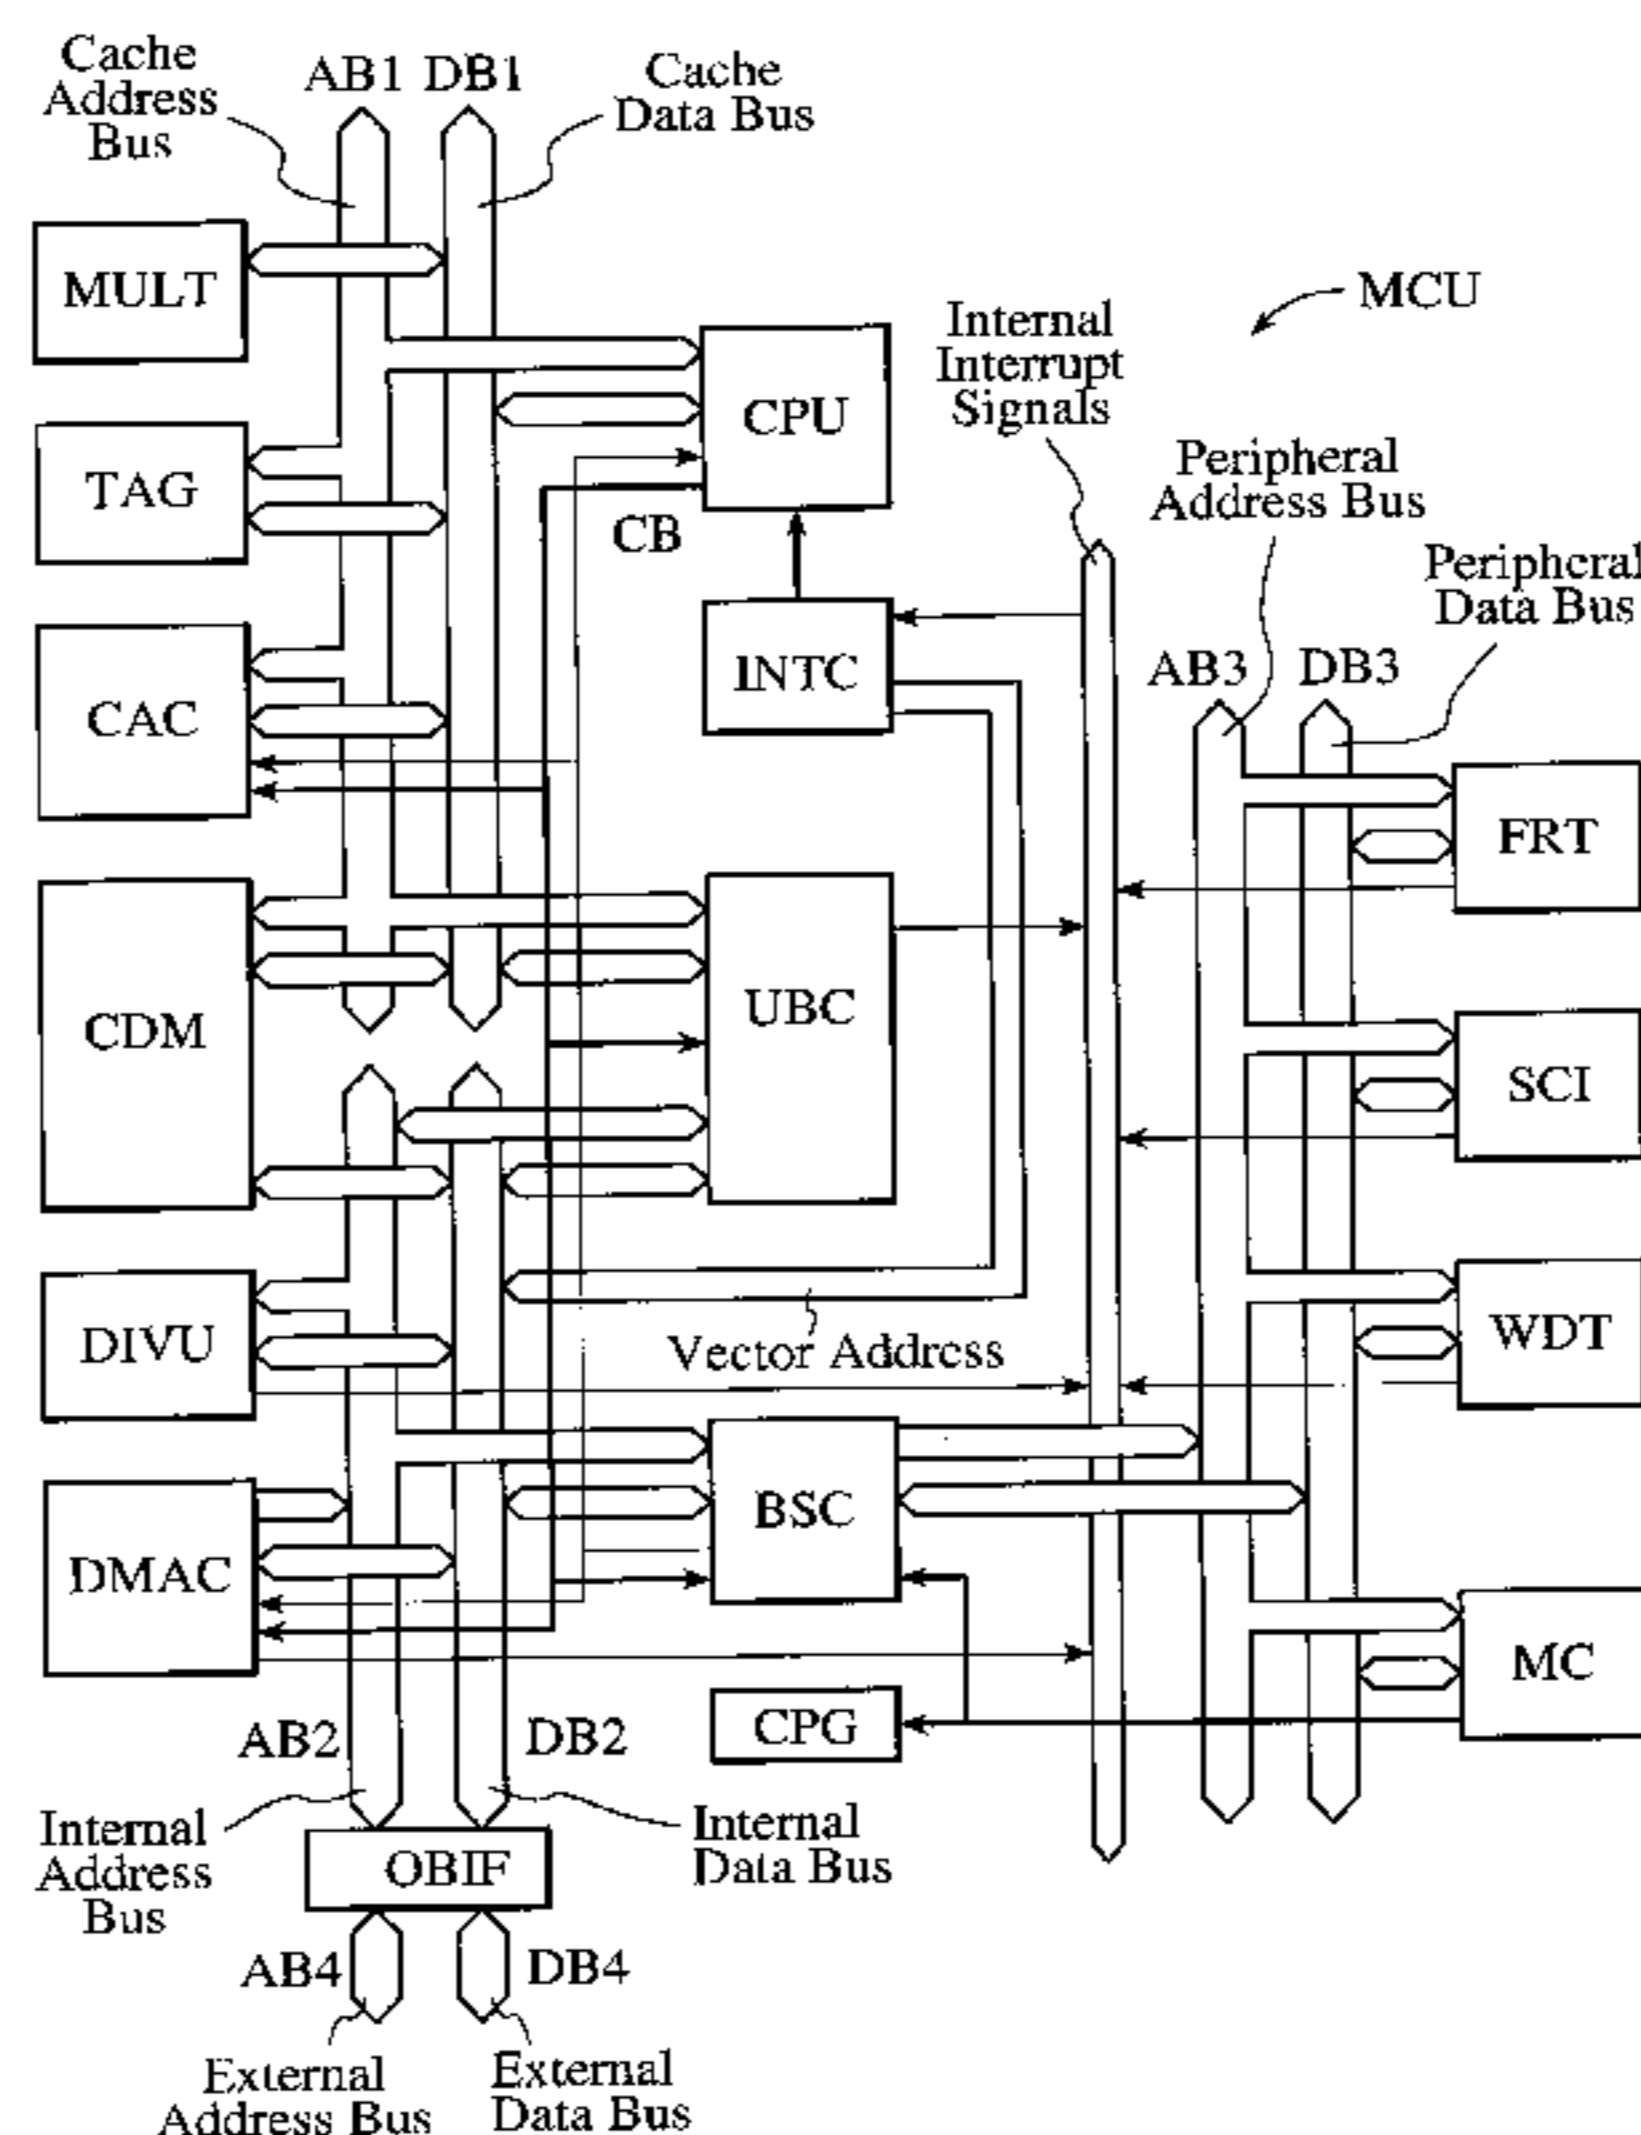 Cache
Address
Bus
AB1
DB1
Cache
Data Bus
MULT
MCU
Internal
Interrupt
Signals
CPU
Peripheral
Address Bus
TAG
CB
Peripheral
Data Bus
INTC
AB3
DB3
CAC
FRT
CDM
UBC
SCI
DIVU
Vector Address
WDT
DMAC
BSC
MC
CPG
AB2
DB2
Internal
Address
Bus
Internal
Data Bus
OBIF
AB4
DB4
External
Address Bus
External
Data Bus